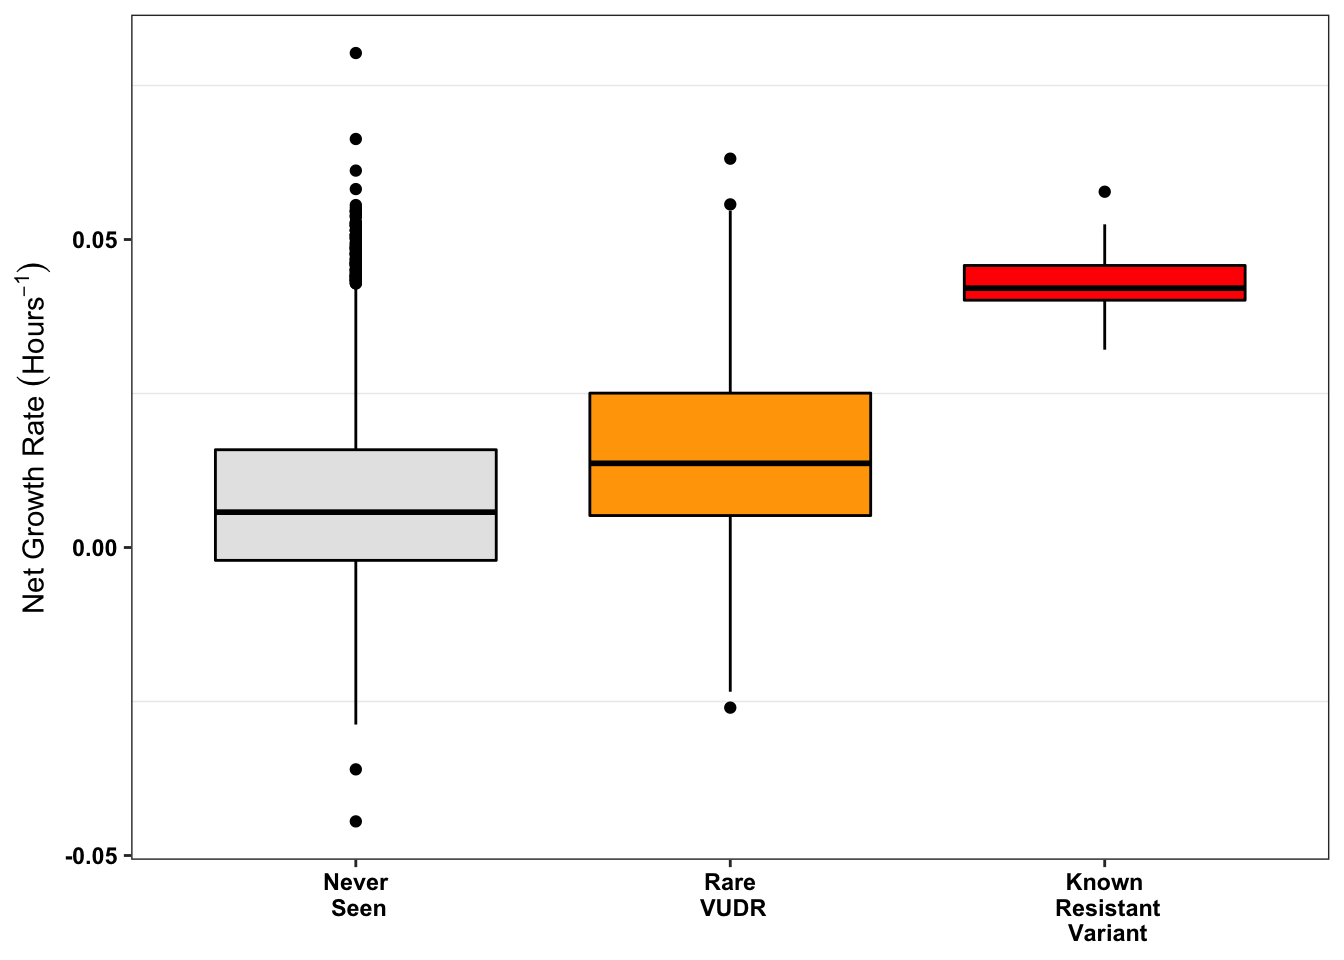 Net Growth Rate (Hours⁻¹)
0.05
0.00
-0.05
Never
Seen
Rare
VUDR
Known
Resistant
Variant